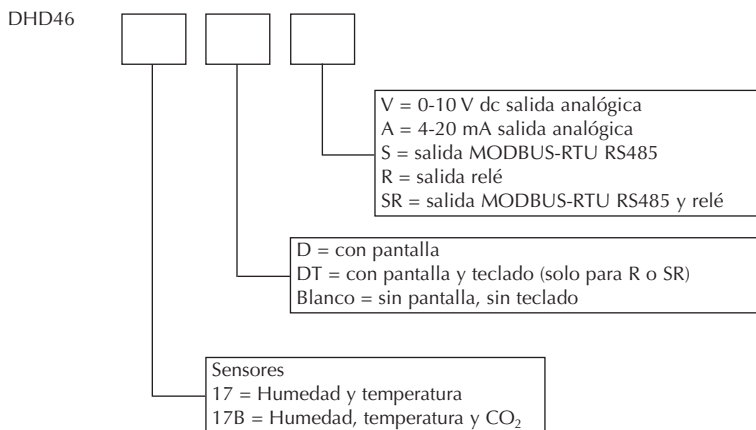 DHD46
V = 0-10 V dc salida analógica
A = 4-20 mA salida analógica
S = salida MODBUS-RTU RS485
R = salida relé
SR = salida MODBUS-RTU RS485 y relé
D = con pantalla
DT = con pantalla y teclado (solo para R o SR)
Blanco = sin pantalla, sin teclado
Sensores
17 = Humedad y temperatura
17B = Humedad, temperatura y CO₂